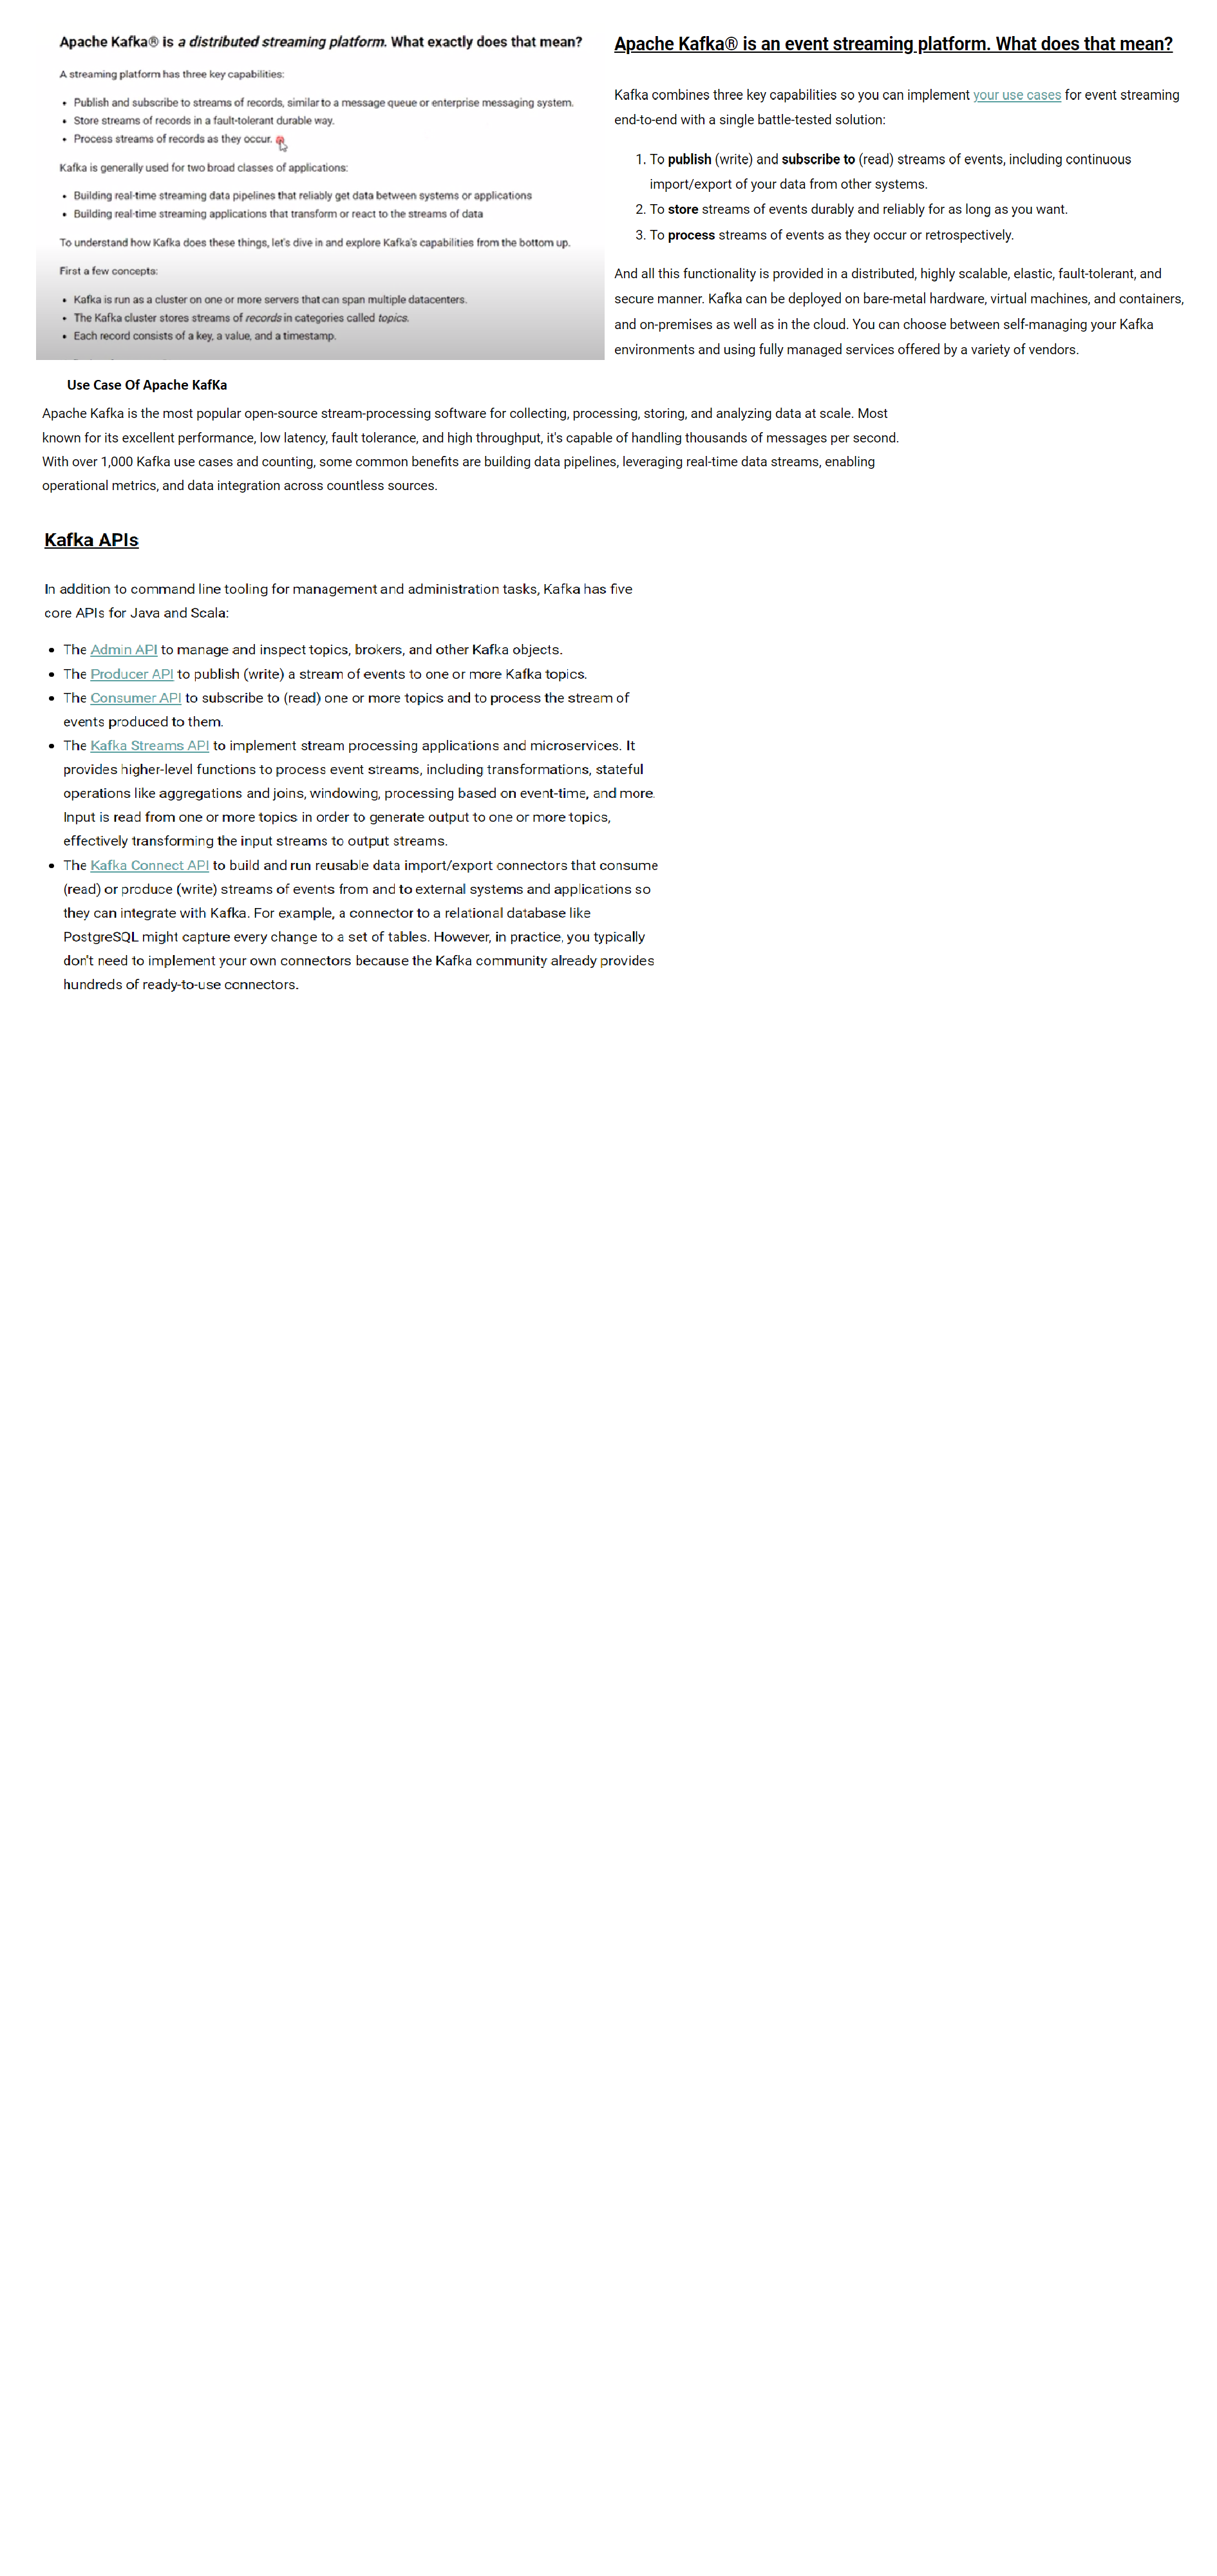 Apache Kafka® is a distributed streaming platform. What exactly does that mean?
A streaming platform has three key capabilities:
• Publish and subscribe to streams of records, similar to a message queue or enterprise messaging system.
• Store streams of records in a fault-tolerant durable way.
• Process streams of records as they occur.
Kafka is generally used for two broad classes of applications:
• Building real-time streaming data pipelines that reliably get data between systems or applications
• Building real-time streaming applications that transform or react to the streams of data
To understand how Kafka does these things, let's dive in and explore Kafka's capabilities from the bottom up.
First a few concepts:
• Kafka is run as a cluster on one or more servers that can span multiple datacenters.
• The Kafka cluster stores streams of records in categories called topics.
• Each record consists of a key, a value, and a timestamp.
Apache Kafka® is an event streaming platform. What does that mean?
Kafka combines three key capabilities so you can implement your use cases for event streaming
end-to-end with a single battle-tested solution:
1. To publish (write) and subscribe to (read) streams of events, including continuous
import/export of your data from other systems.
2. To store streams of events durably and reliably for as long as you want.
3. To process streams of events as they occur or retrospectively.
And all this functionality is provided in a distributed, highly scalable, elastic, fault-tolerant, and
secure manner. Kafka can be deployed on bare-metal hardware, virtual machines, and containers,
and on-premises as well as in the cloud. You can choose between self-managing your Kafka
environments and using fully managed services offered by a variety of vendors.
Use Case Of Apache KafKa
Apache Kafka is the most popular open-source stream-processing software for collecting, processing, storing, and analyzing data at scale. Most
known for its excellent performance, low latency, fault tolerance, and high throughput, it's capable of handling thousands of messages per second.
With over 1,000 Kafka use cases and counting, some common benefits are building data pipelines, leveraging real-time data streams, enabling
operational metrics, and data integration across countless sources.
Kafka APIs
In addition to command line tooling for management and administration tasks, Kafka has five
core APIs for Java and Scala:
• The Admin API to manage and inspect topics, brokers, and other Kafka objects.
• The Producer API to publish (write) a stream of events to one or more Kafka topics.
• The Consumer API to subscribe to (read) one or more topics and to process the stream of
events produced to them.
• The Kafka Streams API to implement stream processing applications and microservices. It
provides higher-level functions to process event streams, including transformations, stateful
operations like aggregations and joins, windowing, processing based on event-time, and more.
Input is read from one or more topics in order to generate output to one or more topics,
effectively transforming the input streams to output streams.
• The Kafka Connect API to build and run reusable data import/export connectors that consume
(read) or produce (write) streams of events from and to external systems and applications so
they can integrate with Kafka. For example, a connector to a relational database like
PostgreSQL might capture every change to a set of tables. However, in practice, you typically
don't need to implement your own connectors because the Kafka community already provides
hundreds of ready-to-use connectors.